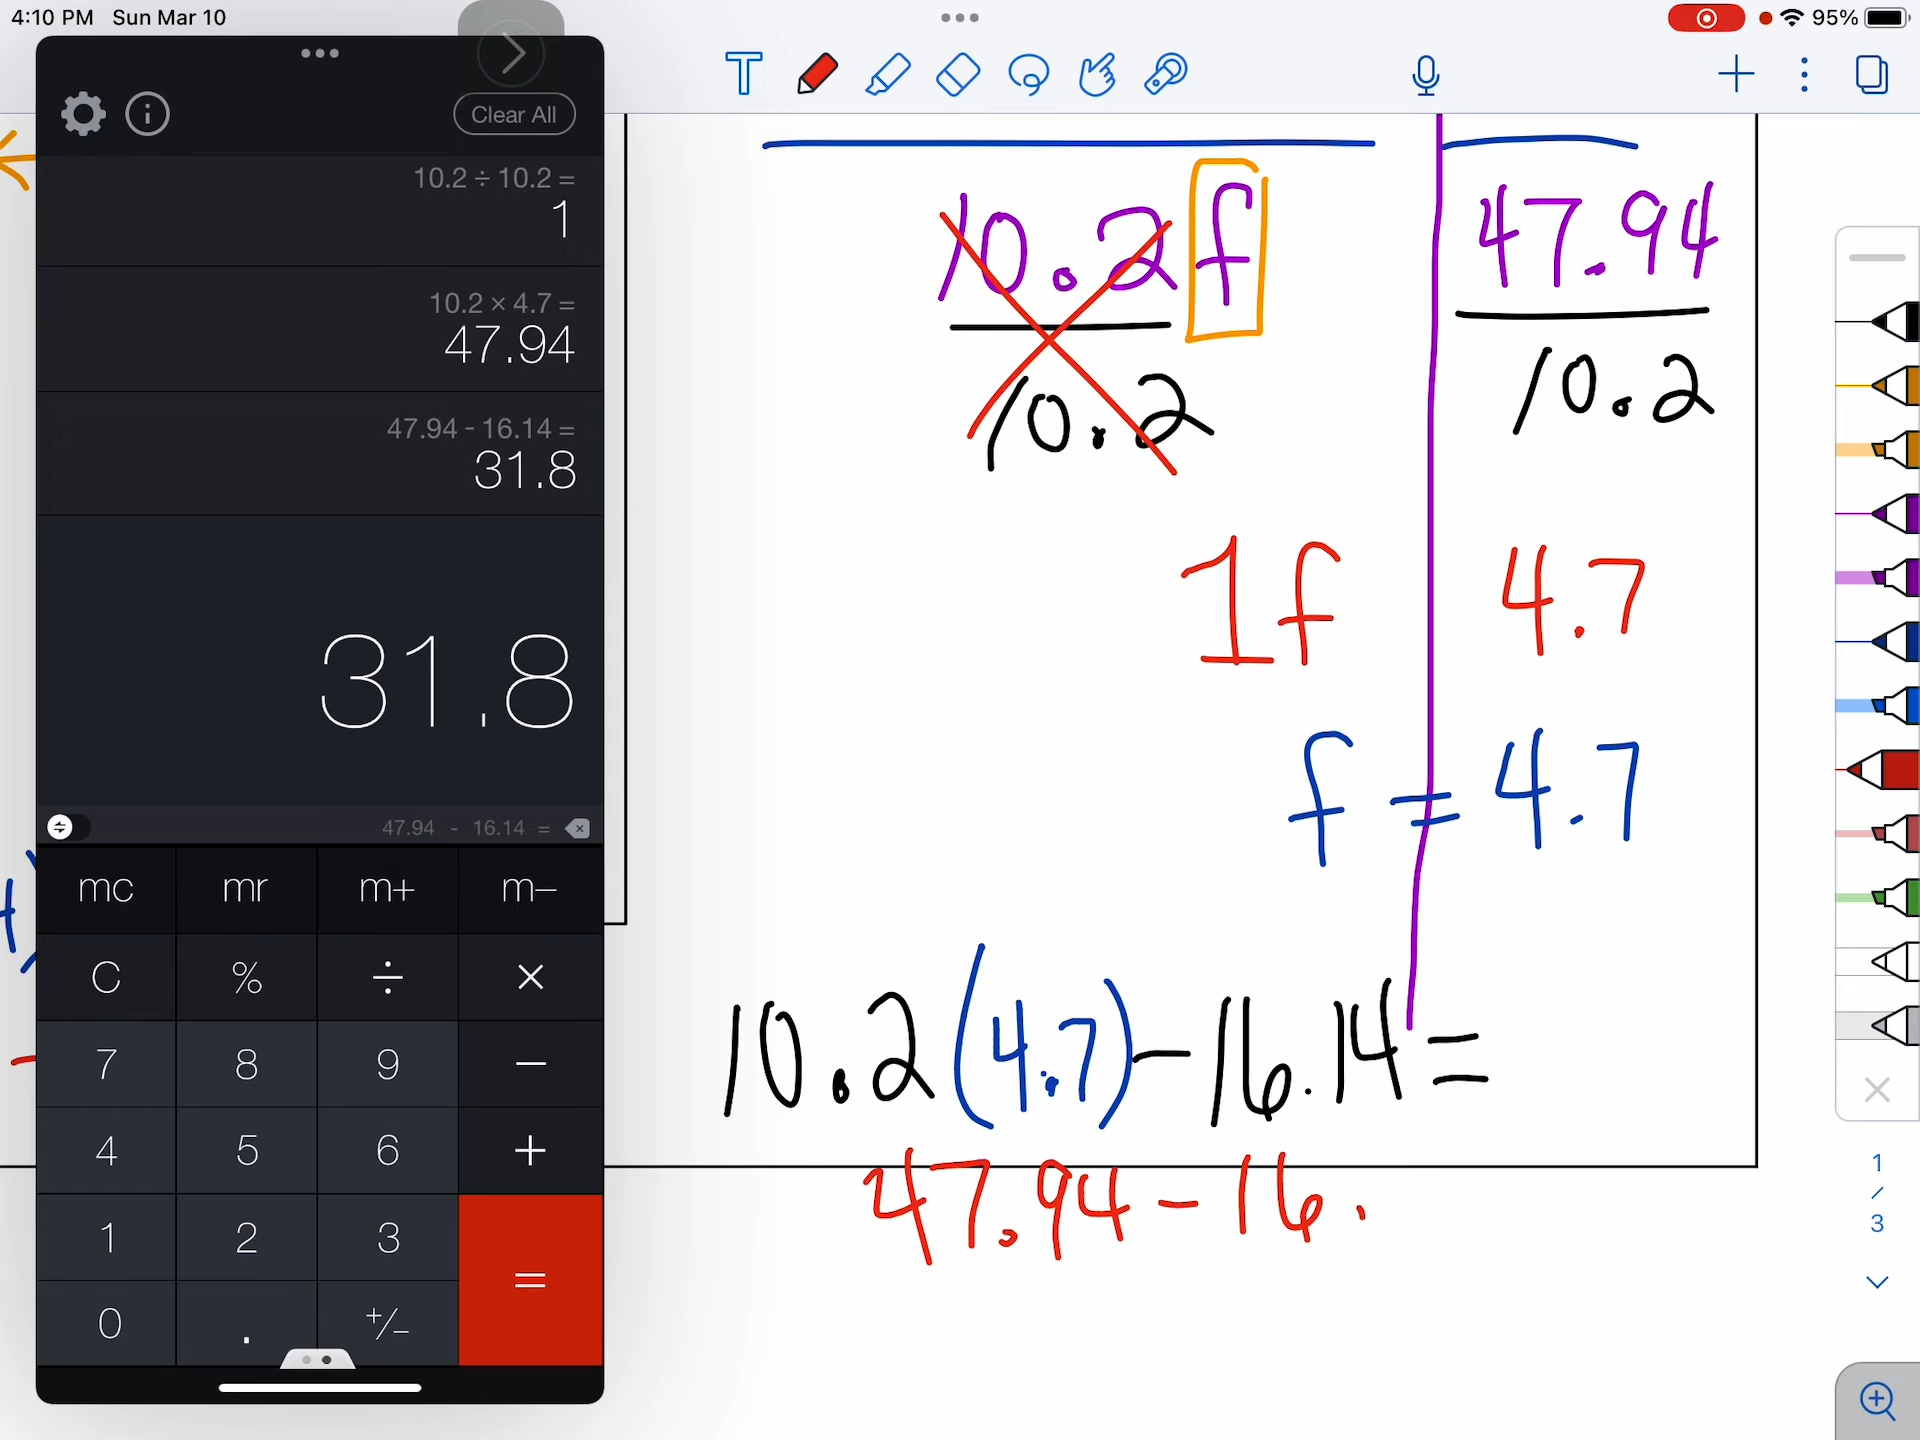 4:10 PM Sun Mar 10
95%
Clear All
10.2 ÷ 10.2 =
1
10.2 × 4.7 =
47.94
47.94 - 16.14 =
31.8
31.8
47.94 - 16.14 =
mc mr m+ m–
C % ÷ ×
7 8 9 –
4 5 6 +
1 2 3 =
0 . +/–
T
10.2 f 47.94
10.2 10.2
1f 4.7
f = 4.7
10.2(4.7)-16.14=
47.94-16.
1
/
3